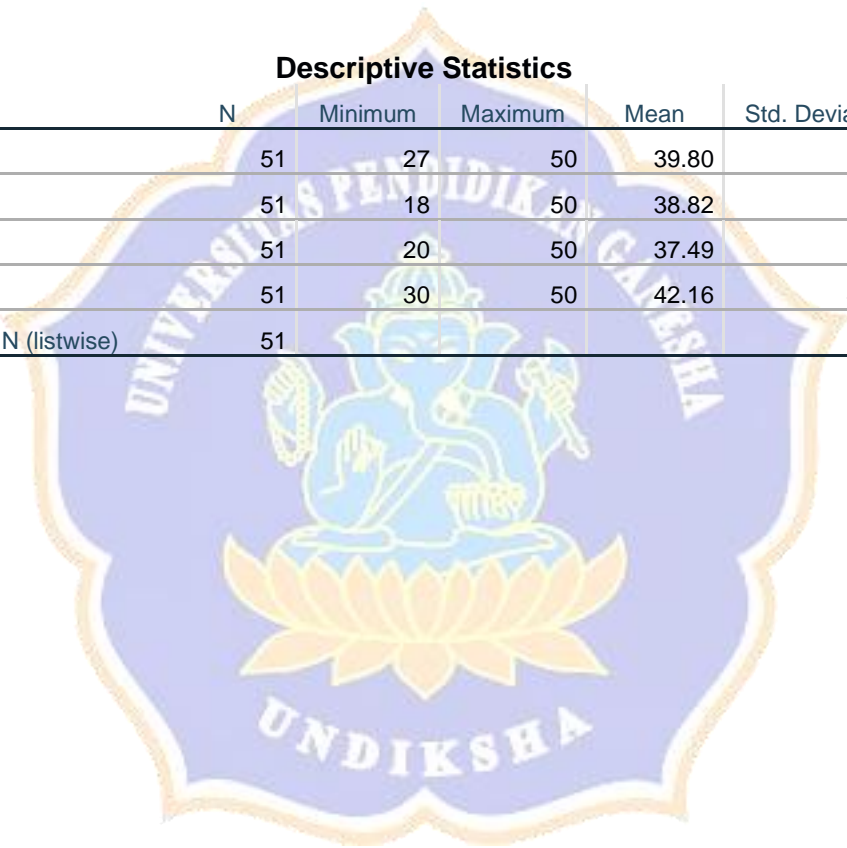 Descriptive Statistics
N Minimum Maximum Mean Std. Devia
51 27 50 39.80
51 18 50 38.82
51 20 50 37.49
51 30 50 42.16
N (listwise) 51
UNIVERSITAS PENDIDIKAN GANESHA
UNDIKSHA